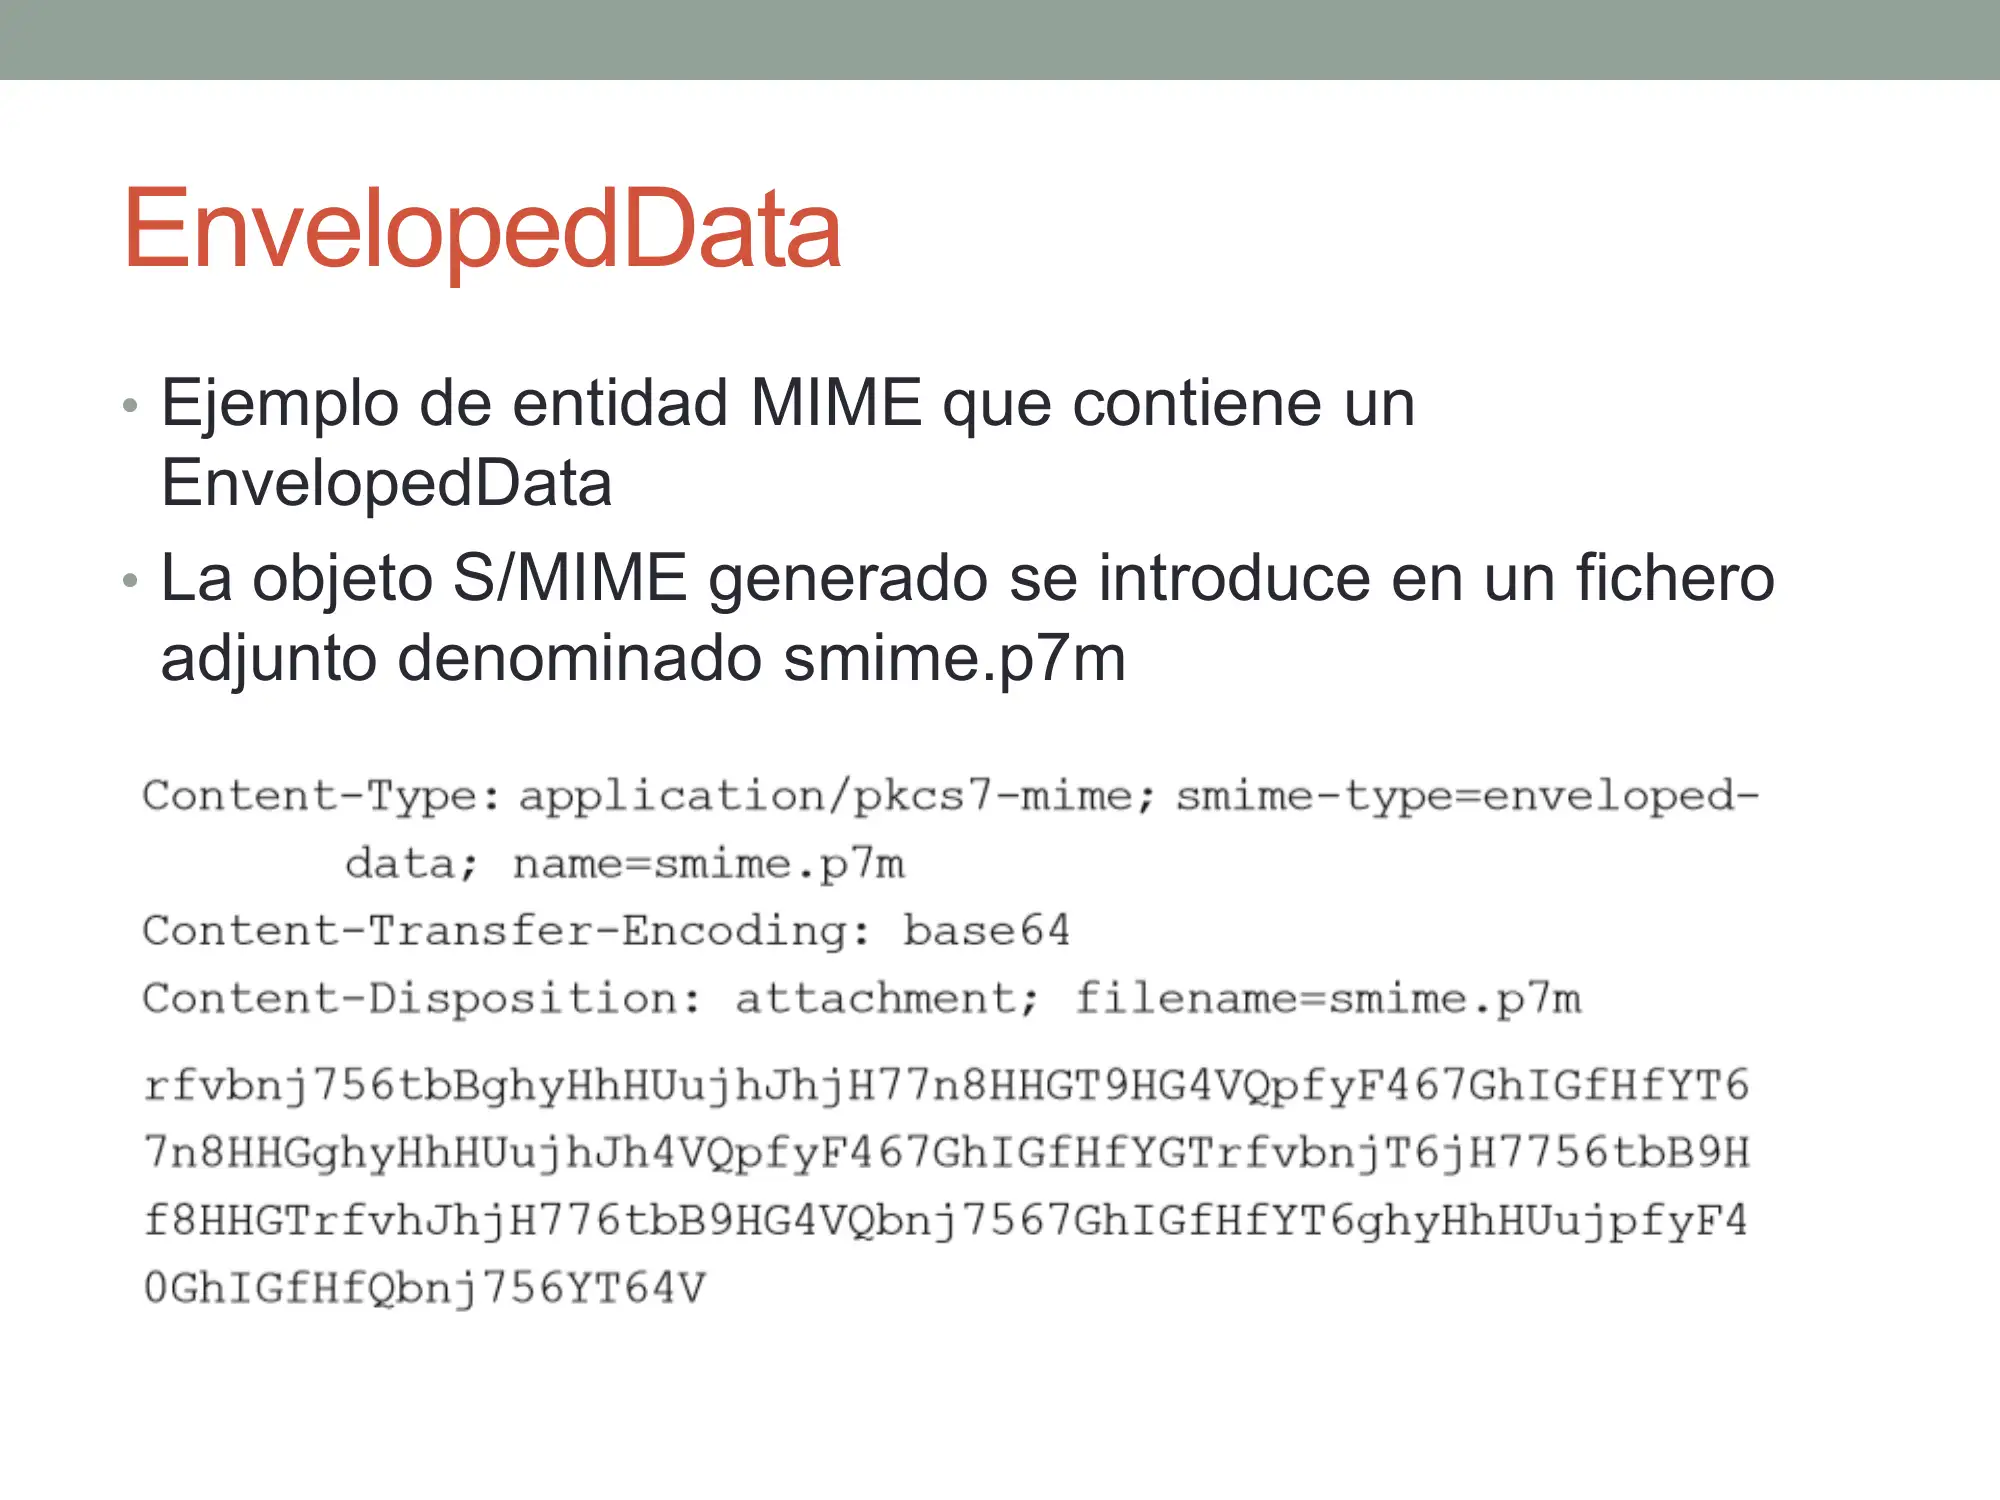 EnvelopedData
• Ejemplo de entidad MIME que contiene un
EnvelopedData
• La objeto S/MIME generado se introduce en un fichero
adjunto denominado smime.p7m
Content-Type: application/pkcs7-mime; smime-type=enveloped-
data; name=smime.p7m
Content-Transfer-Encoding: base64
Content-Disposition: attachment; filename=smime.p7m
rfvbnj756tbBghyHhHUujhJhjH77n8HHGT9HG4VQpfyF467GhIGfHfYT6
7n8HHGghyHhHUujhJh4VQpfyF467GhIGfHfYGTrfvbnjT6jH7756tbB9H
f8HHGTrfvhJhjH776tbB9HG4VQbnj7567GhIGfHfYT6ghyHhHUujpfyF4
0GhIGfHfQbnj756YT64V